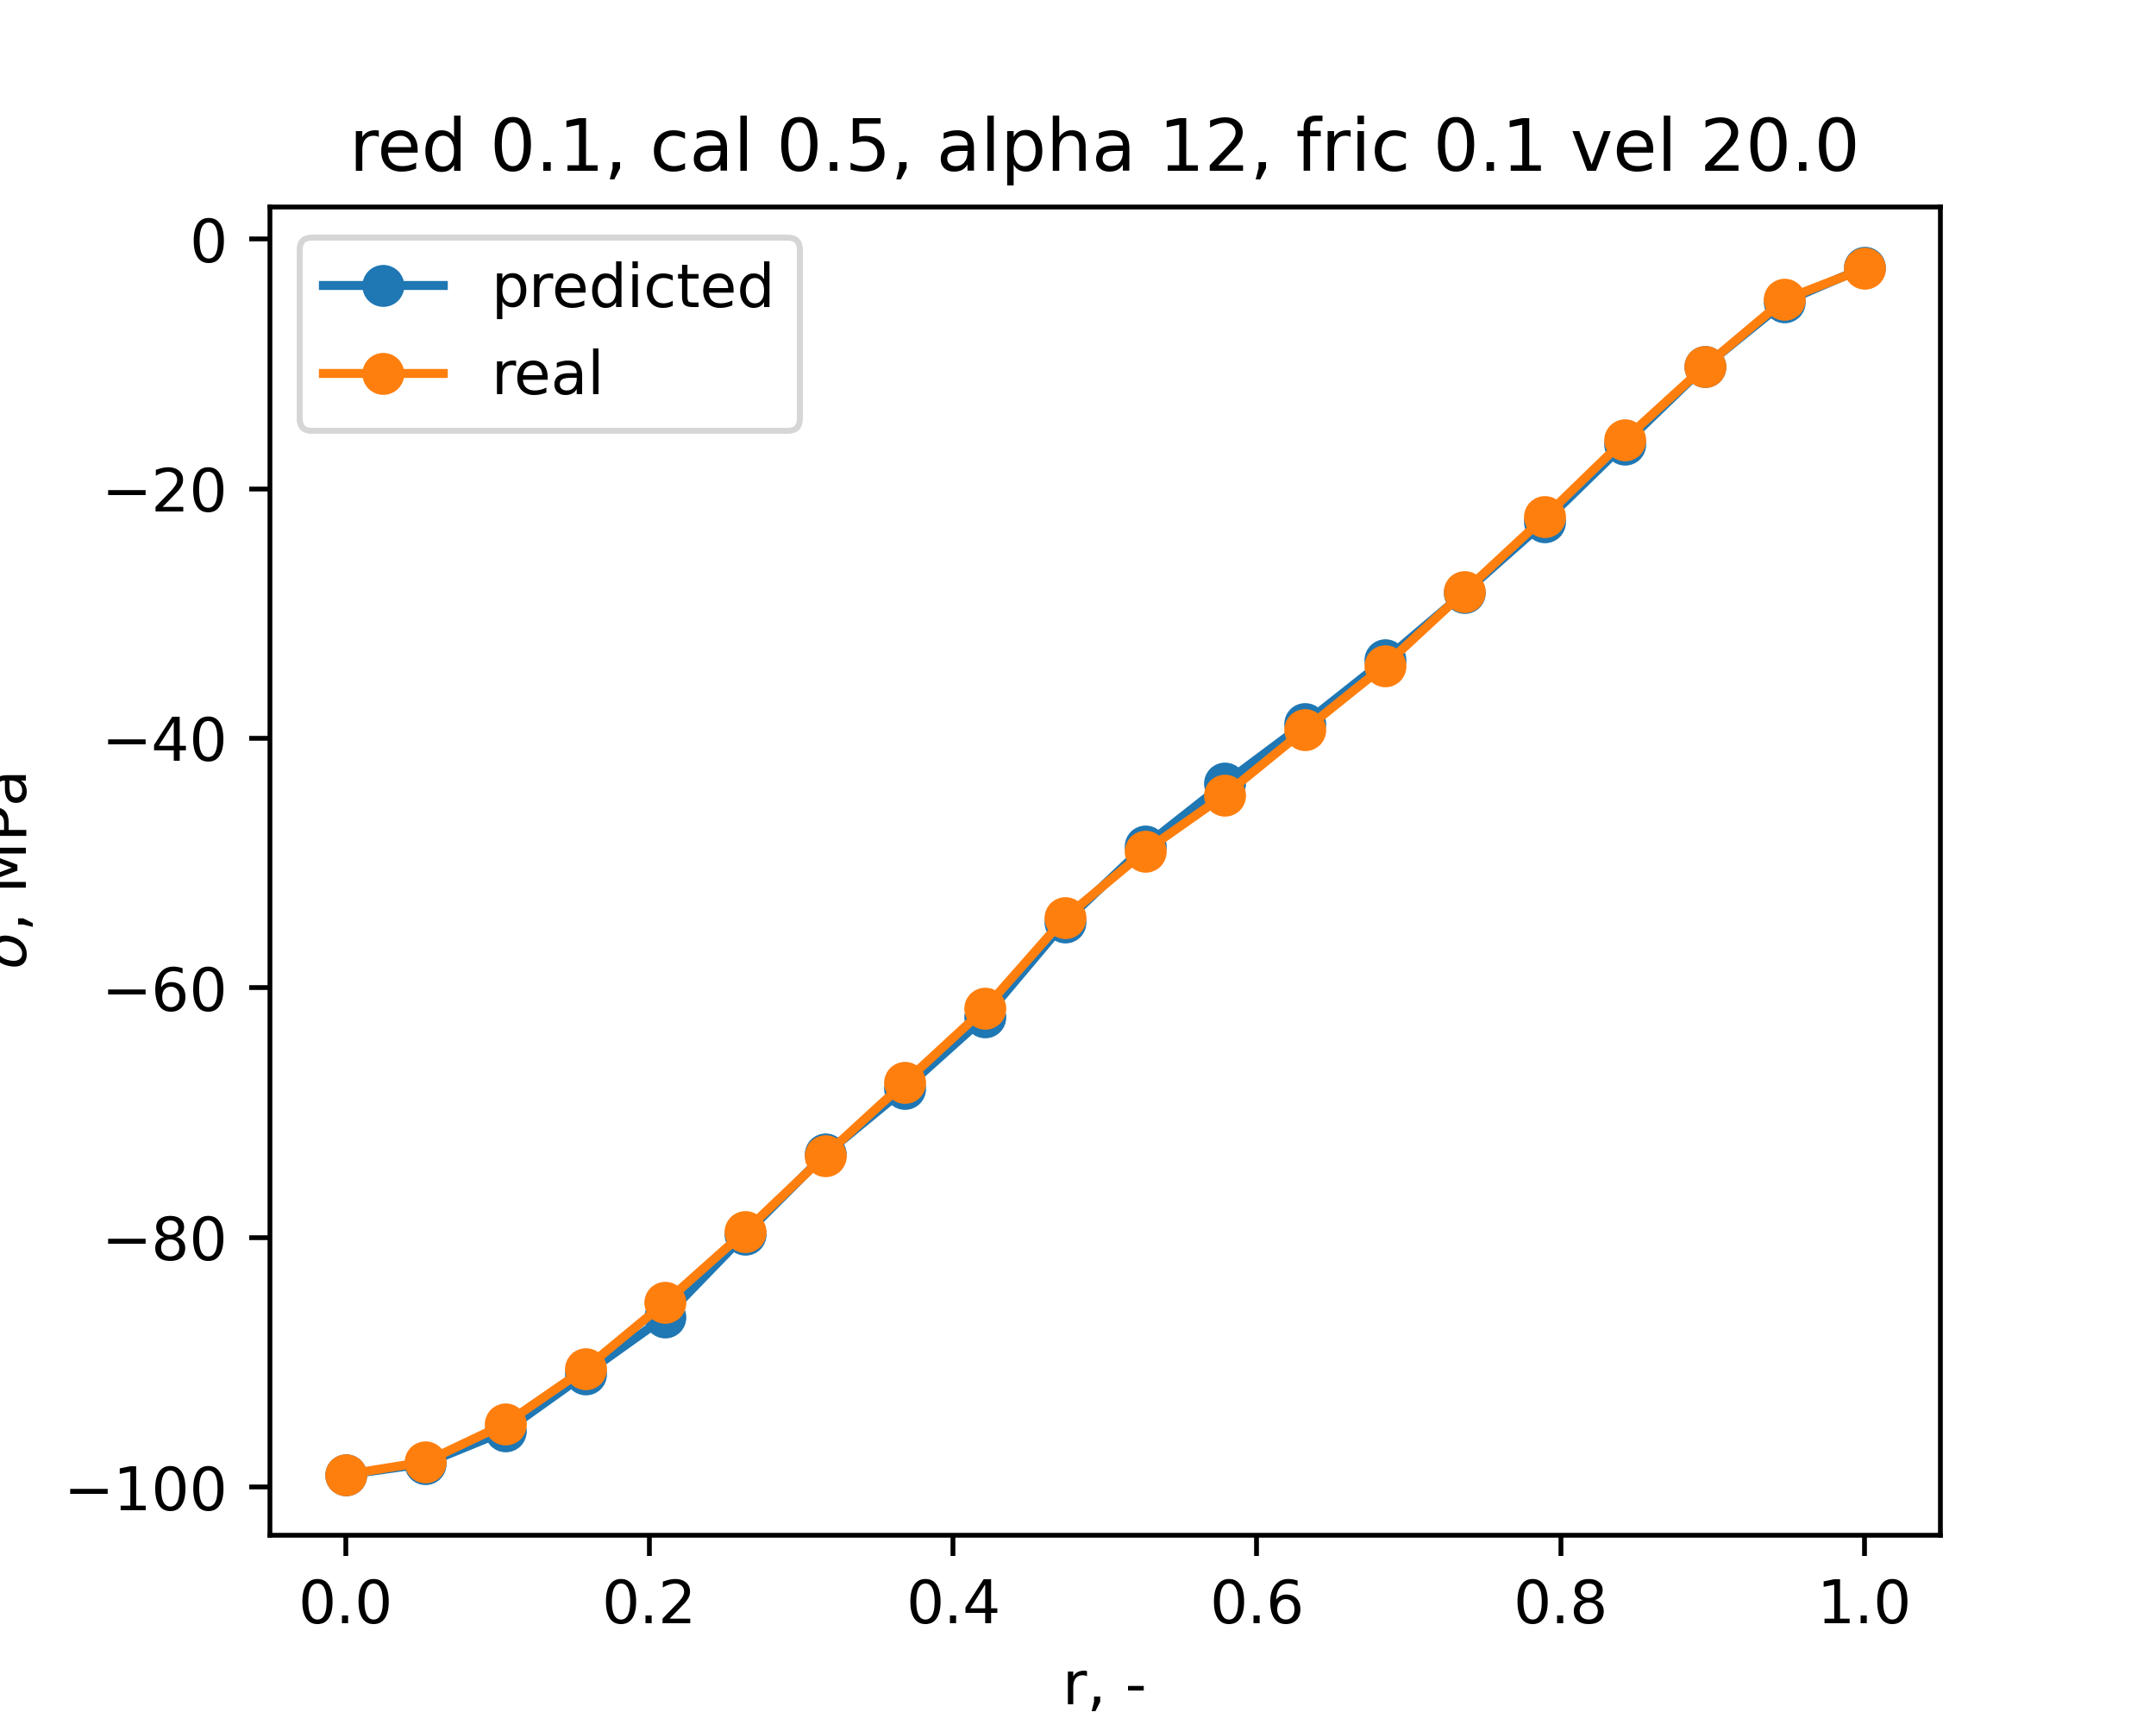 red 0.1, cal 0.5, alpha 12, fric 0.1 vel 20.0
predicted
real
0
−20
−40
−60
−80
−100
σ, MPa
0.0 0.2 0.4 0.6 0.8 1.0
r, -